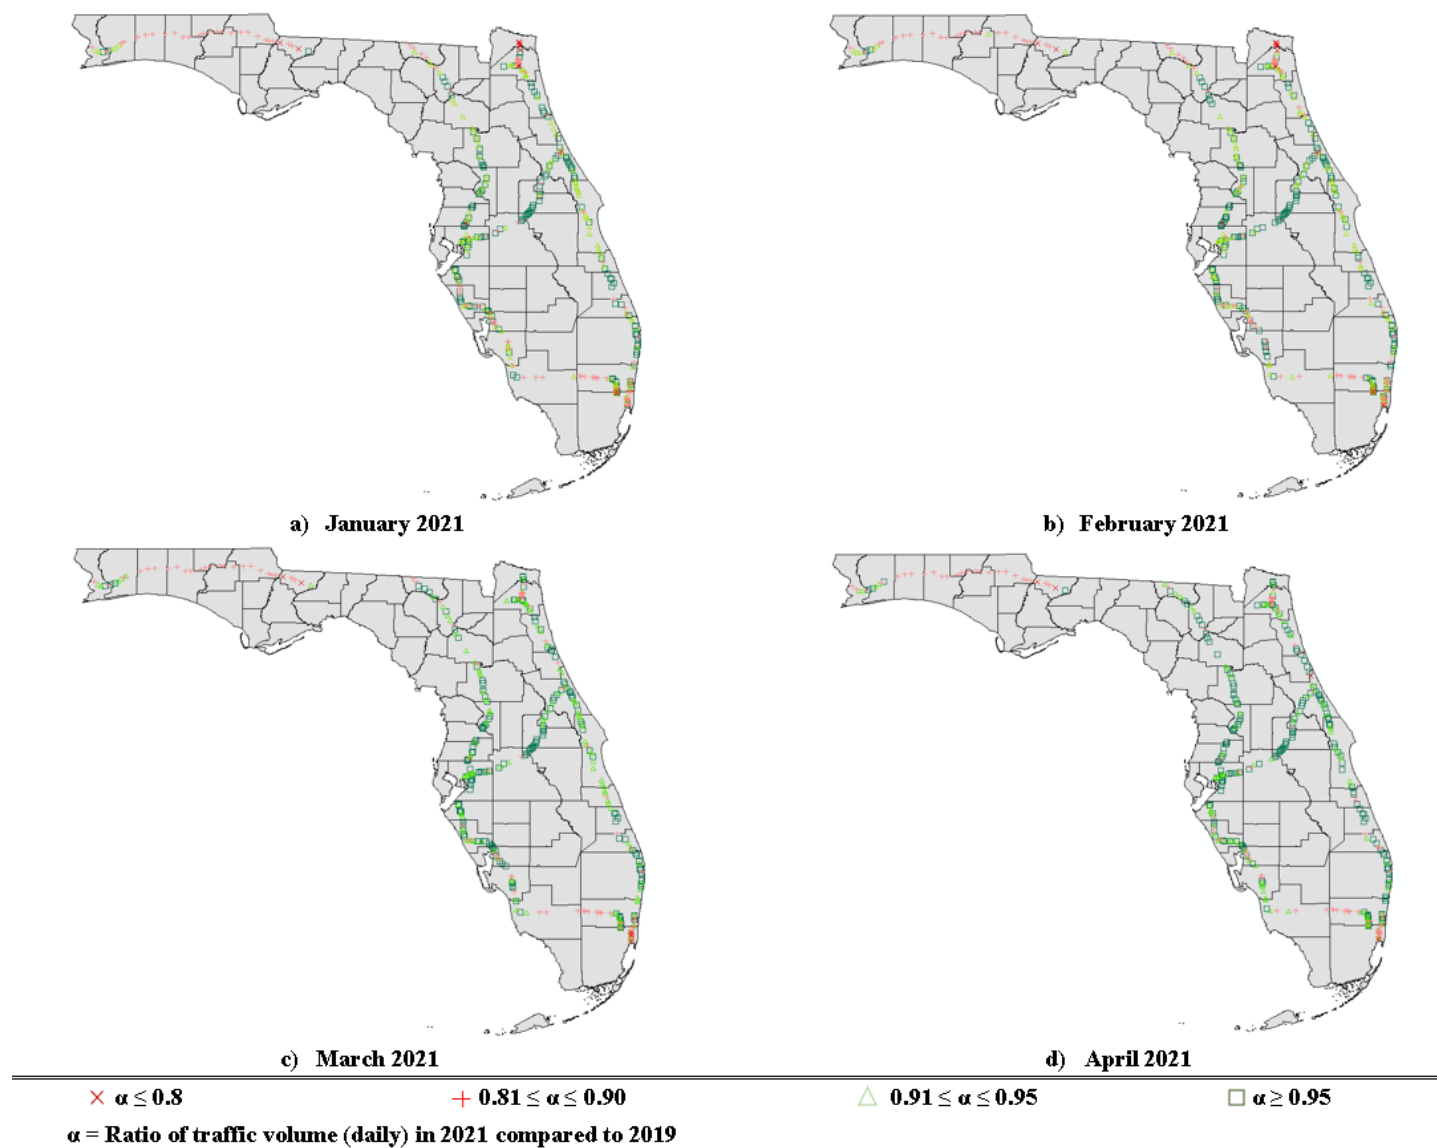 a) January 2021
b) February 2021
c) March 2021
d) April 2021
α ≤ 0.8
0.81 ≤ α ≤ 0.90
0.91 ≤ α ≤ 0.95
α ≥ 0.95
α = Ratio of traffic volume (daily) in 2021 compared to 2019